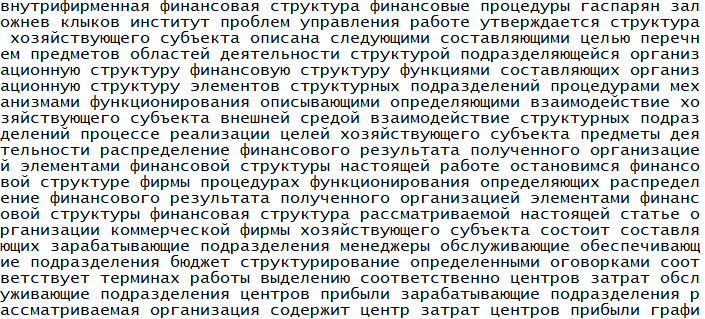 внутрифирменная финансовая структура финансовые процедуры гаспарян зал
ожнев клыков институт проблем управления работе утверждается структура
хозяйствующего субъекта описана следующими составляющими целью перечн
ем предметов областей деятельности структурой подразделяющейся организ
ационную структуру финансовую структуру функциями составляющих организ
ационную структуру элементов структурных подразделений процедурами мех
анизмами функционирования описывающими определяющими взаимодействие хо
зяйствующего субъекта внешней средой взаимодействие структурных подраз
делений процессе реализации целей хозяйствующего субъекта предметы дея
тельности распределение финансового результата полученного организацие
й элементами финансовой структуры настоящей работе остановимся финансо
вой структуре фирмы процедурах функционирования определяющих распредел
ение финансового результата полученного организацией элементами финанс
овой структуры финансовая структура рассматриваемой настоящей статье о
рганизации коммерческой фирмы хозяйствующего субъекта состоит составля
ющих зарабатывающие подразделения менеджеры обслуживающие обеспечивающ
ие подразделения бюджет структурирование определенными оговорками соот
ветствует терминах работы выделению соответственно центров затрат обсл
уживающие подразделения центров прибыли зарабатывающие подразделения р
ассматриваемая организация содержит центр затрат центров прибыли графи